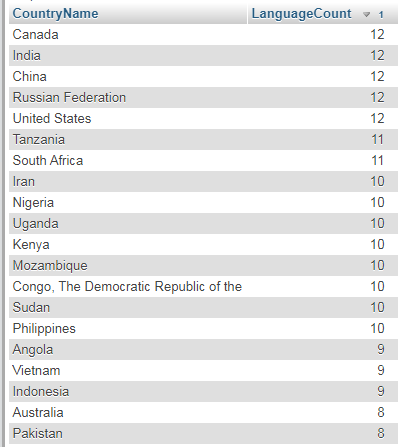 CountryName LanguageCount 1
Canada 12
India 12
China 12
Russian Federation 12
United States 12
Tanzania 11
South Africa 11
Iran 10
Nigeria 10
Uganda 10
Kenya 10
Mozambique 10
Congo, The Democratic Republic of the 10
Sudan 10
Philippines 10
Angola 9
Vietnam 9
Indonesia 9
Australia 8
Pakistan 8